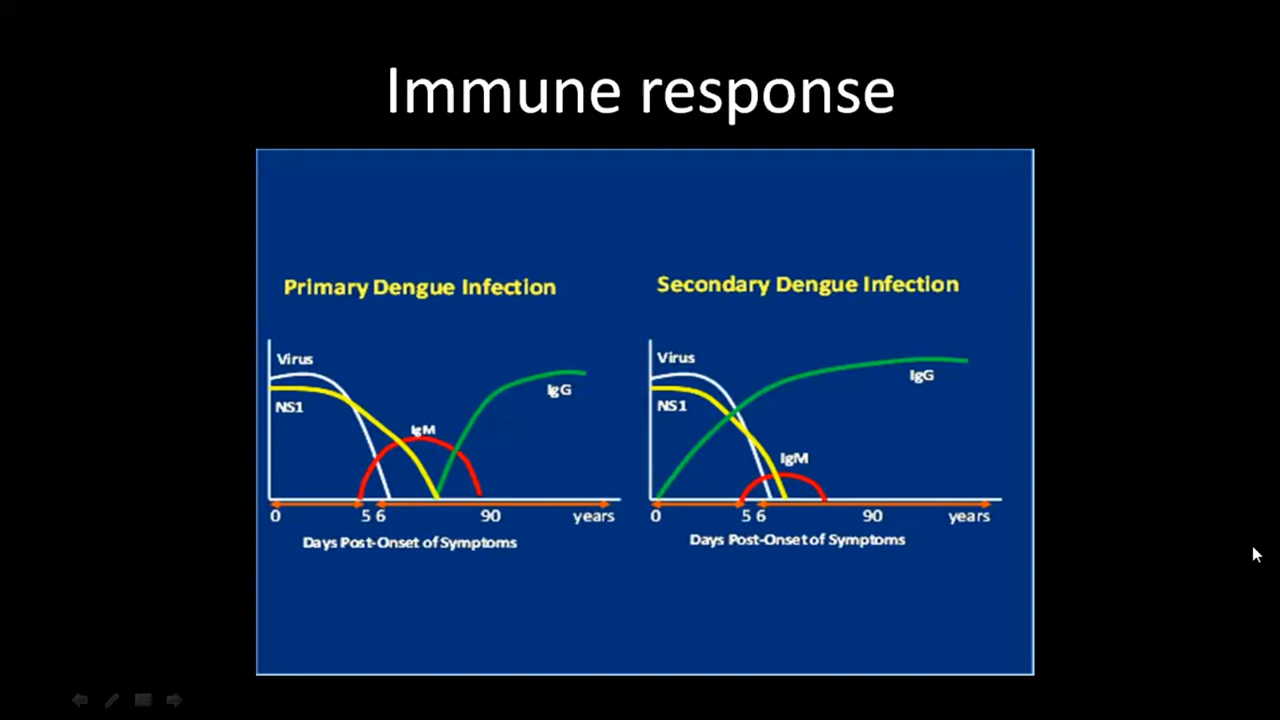 Immune response
Primary Dengue Infection
Virus
NS1
IgM
IgG
0 5 6 90 years
Days Post-Onset of Symptoms
Secondary Dengue Infection
Virus
NS1
IgM
IgG
0 5 6 90 years
Days Post-Onset of Symptoms